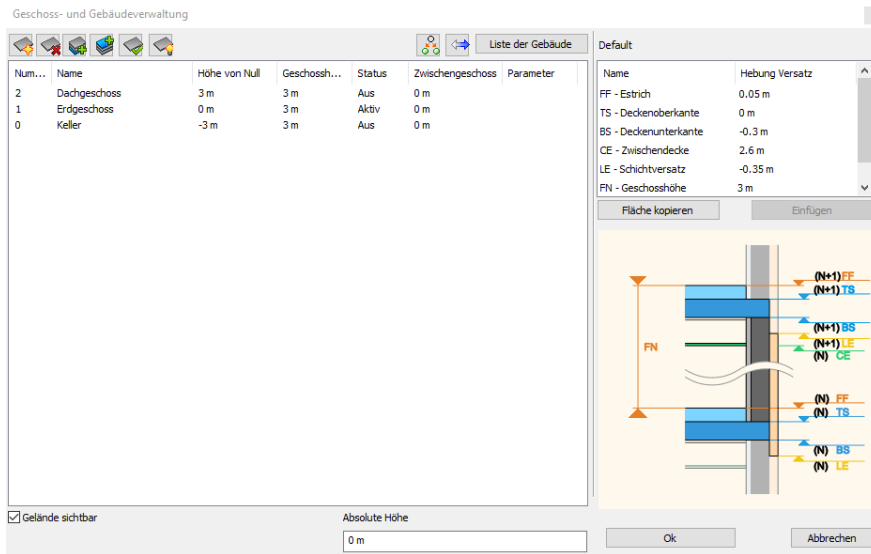 Geschoss- und Gebäudeverwaltung
Liste der Gebäude
Num... Name Höhe von Null Geschossh... Status Zwischengeschoss Parameter
2 Dachgeschoss 3 m 3 m Aus 0 m
1 Erdgeschoss 0 m 3 m Aktiv 0 m
0 Keller -3 m 3 m Aus 0 m
Gelände sichtbar
Absolute Höhe
0 m
Default
Name Hebung Versatz
FF - Estrich 0.05 m
TS - Deckenoberkante 0 m
BS - Deckenunterkante -0.3 m
CE - Zwischendecke 2.6 m
LE - Schichtversatz -0.35 m
FN - Geschosshöhe 3 m
Fläche kopieren Einfügen
(N+1) FF
(N+1) TS
(N+1) BS
(N+1) LE
FN
(N) CE
(N) FF
(N) TS
(N) BS
(N) LE
Ok Abbrechen